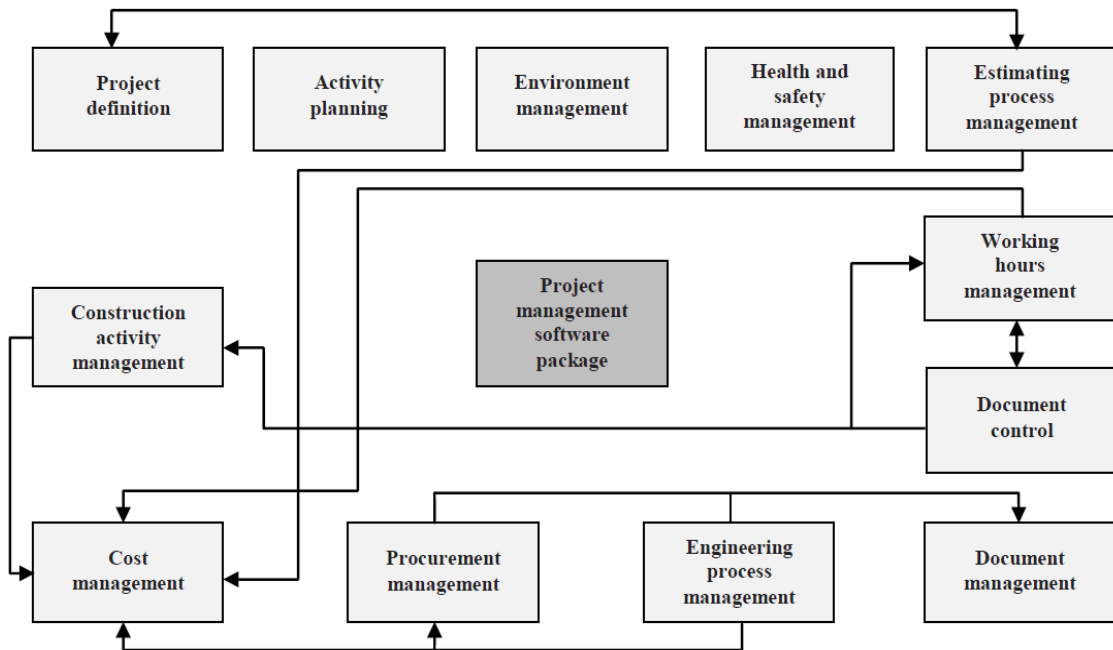 Project
definition
Activity
planning
Environment
management
Health and
safety
management
Estimating
process
management
Working
hours
management
Project
management
software
package
Construction
activity
management
Document
control
Cost
management
Procurement
management
Engineering
process
management
Document
management